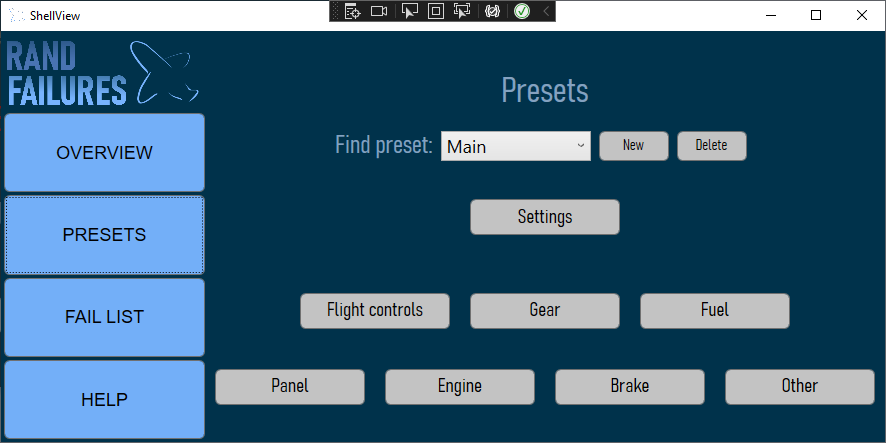 ShellView
RAND
FAILURES
OVERVIEW
PRESETS
FAIL LIST
HELP
Presets
Find preset: Main New Delete
Settings
Flight controls Gear Fuel
Panel Engine Brake Other